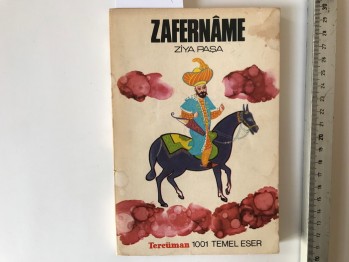 ZAFERNÂME
ZİYA PAŞA
Tercüman 1001 TEMEL ESER